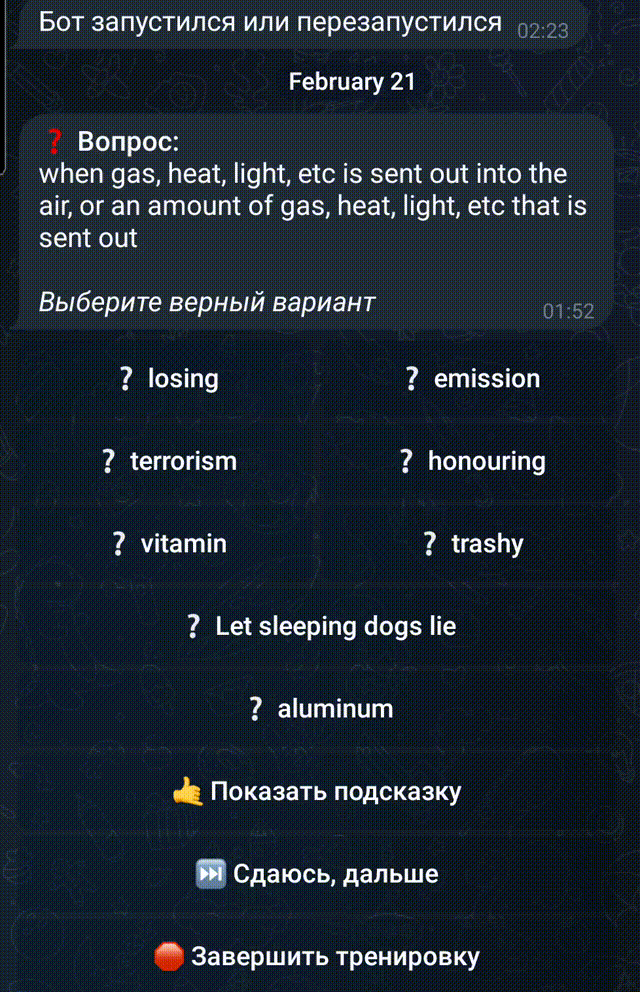 Бот запустился или перезапустился 02:23
February 21
❓ Вопрос:
when gas, heat, light, etc is sent out into the
air, or an amount of gas, heat, light, etc that is
sent out
Выберите верный вариант 01:52
❔ losing
❔ emission
❔ terrorism
❔ honouring
❔ vitamin
❔ trashy
❔ Let sleeping dogs lie
❔ aluminum
🤙 Показать подсказку
⏭ Сдаюсь, дальше
🛑 Завершить тренировку